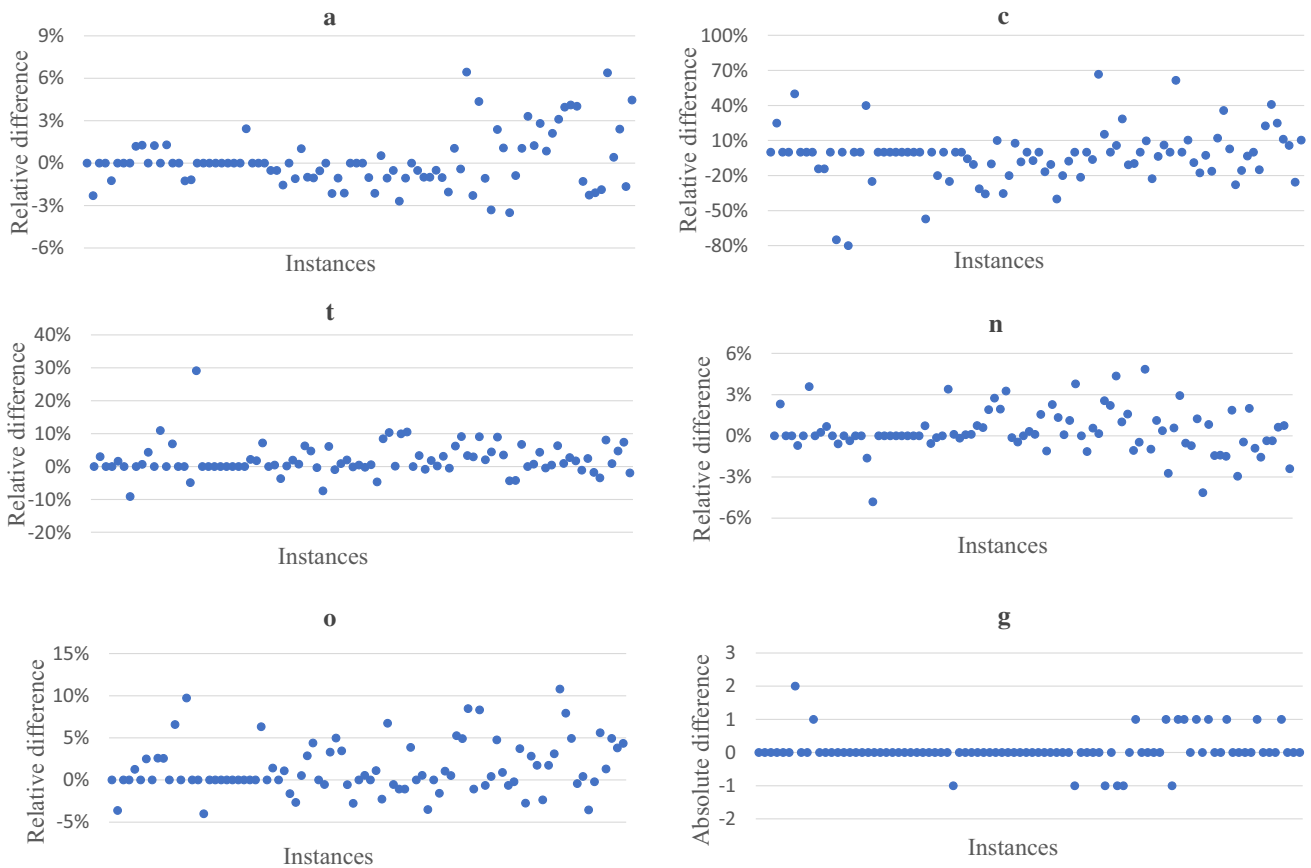 a
9%
6%
3%
0%
-3%
-6%
Relative difference
Instances
c
100%
70%
40%
10%
-20%
-50%
-80%
Relative difference
Instances
t
40%
30%
20%
10%
0%
-10%
-20%
Relative difference
Instances
n
6%
3%
0%
-3%
-6%
Relative difference
Instances
o
15%
10%
5%
0%
-5%
Relative difference
Instances
g
3
2
1
0
-1
-2
Absolute difference
Instances